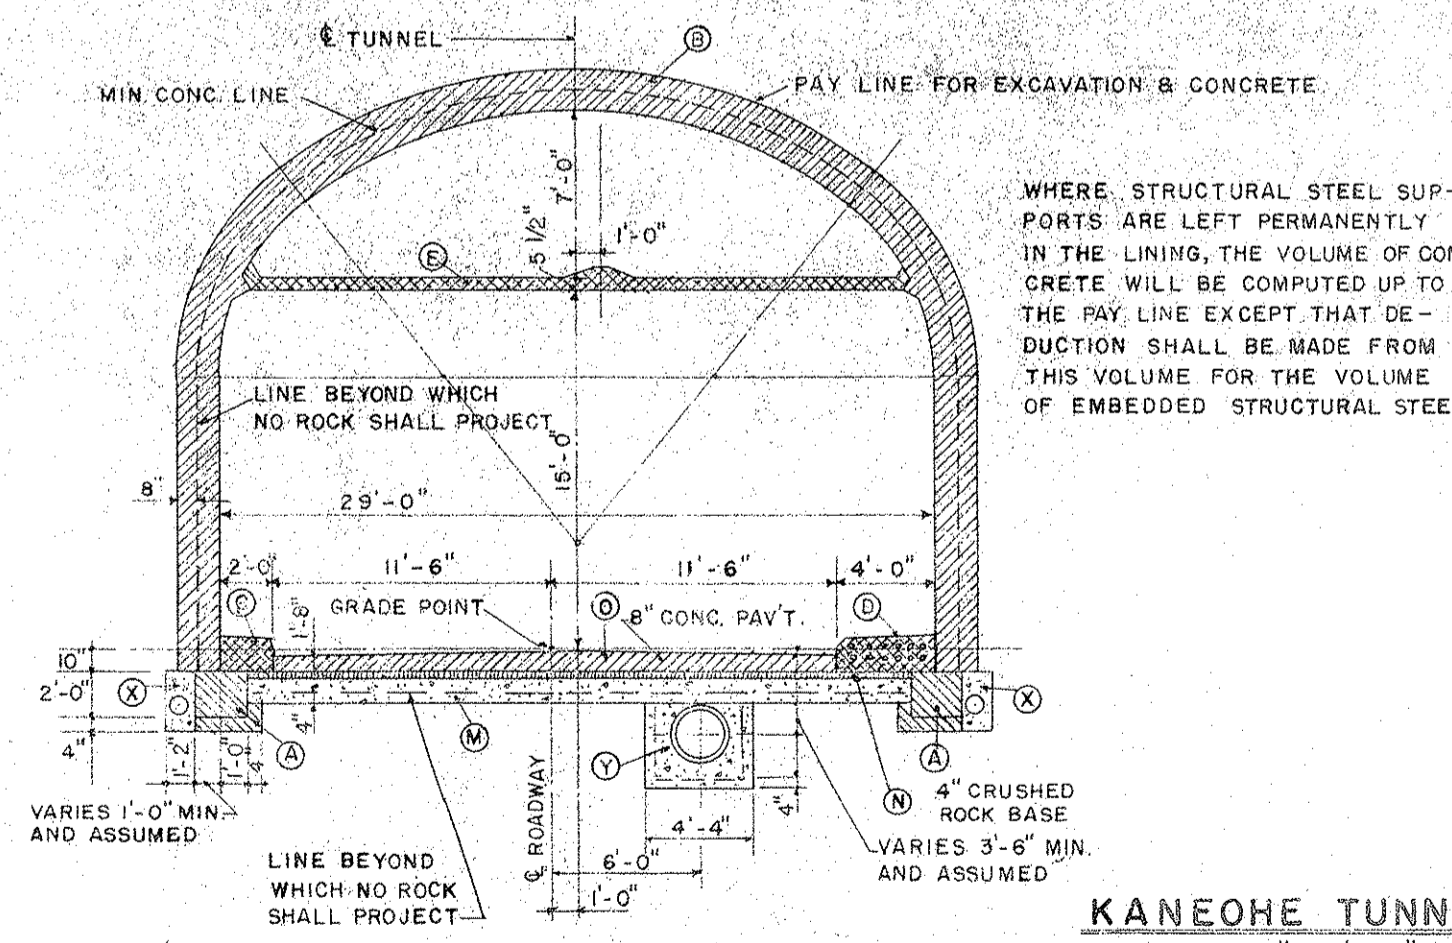 ℄ TUNNEL
B
MIN CONC. LINE
PAY LINE FOR EXCAVATION & CONCRETE
7'-0"
5 1/2"
1'-0"
E
WHERE STRUCTURAL STEEL SUP-
PORTS ARE LEFT PERMANENTLY
IN THE LINING, THE VOLUME OF CON
CRETE WILL BE COMPUTED UP TO
THE PAY LINE EXCEPT THAT DE-
DUCTION SHALL BE MADE FROM
THIS VOLUME FOR THE VOLUME
OF EMBEDDED STRUCTURAL STEE
LINE BEYOND WHICH
NO ROCK SHALL PROJECT
15'-0"
8"
29'-0"
2'-0"
11'-6"
11'-6"
4'-0"
C
1'-8"
GRADE POINT
O
8" CONC. PAV'T.
D
10"
2'-0"
4"
X
X
4"
M
A
A
Y
N
1'-2"
1'-0"
4"
4"
4" CRUSHED
ROCK BASE
VARIES 1'-0" MIN.
AND ASSUMED
℄ ROADWAY
4'-4"
6'-0"
1'-0"
VARIES 3'-6" MIN.
AND ASSUMED
LINE BEYOND
WHICH NO ROCK
SHALL PROJECT
KANEOHE TUNN